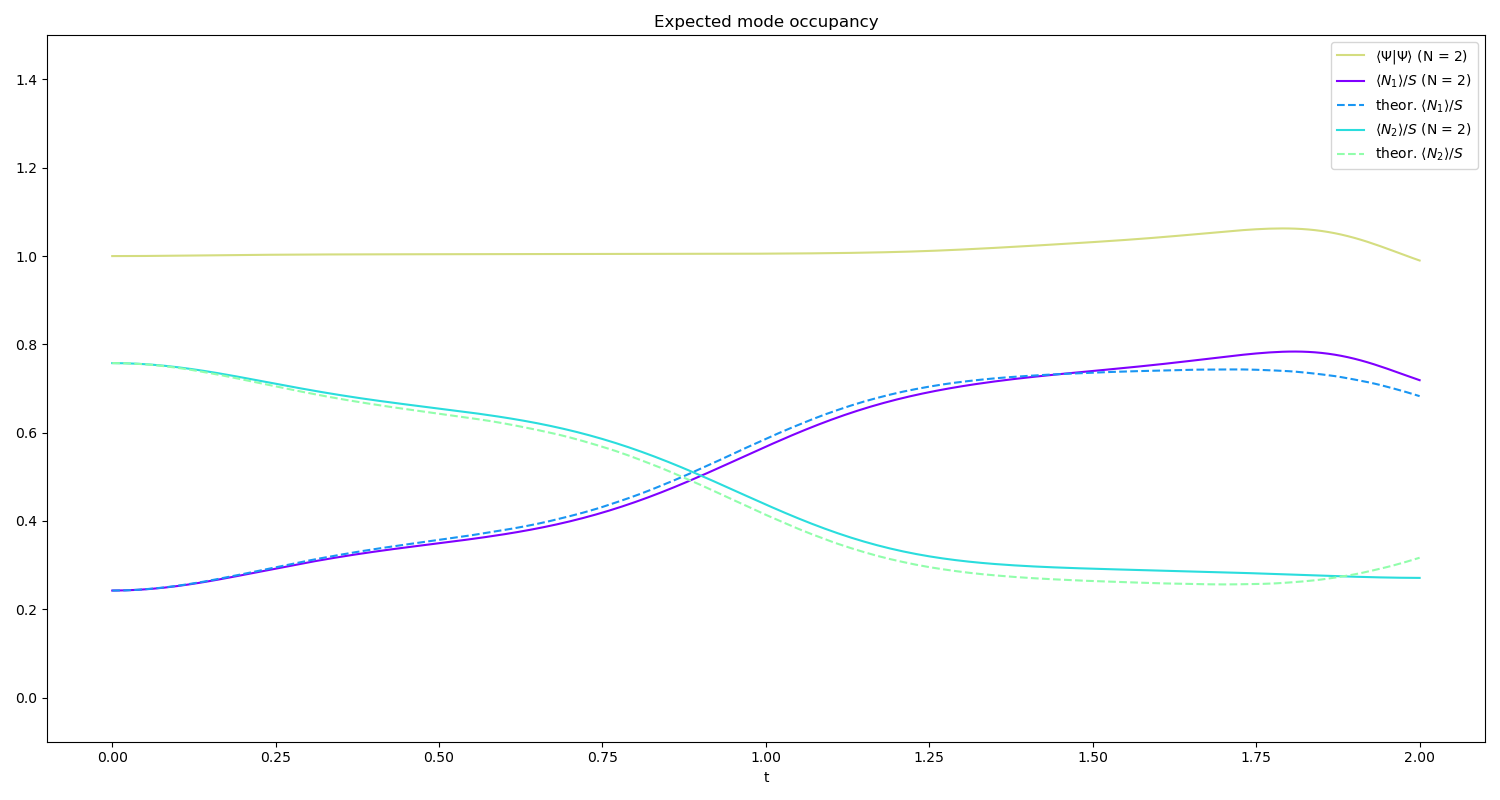 Expected mode occupancy
1.4
1.2
1.0
0.8
0.6
0.4
0.2
0.0
0.00 0.25 0.50 0.75 1.00 1.25 1.50 1.75 2.00
t
⟨Ψ|Ψ⟩ (N = 2)
⟨N₁⟩/S (N = 2)
theor. ⟨N₁⟩/S
⟨N₂⟩/S (N = 2)
theor. ⟨N₂⟩/S